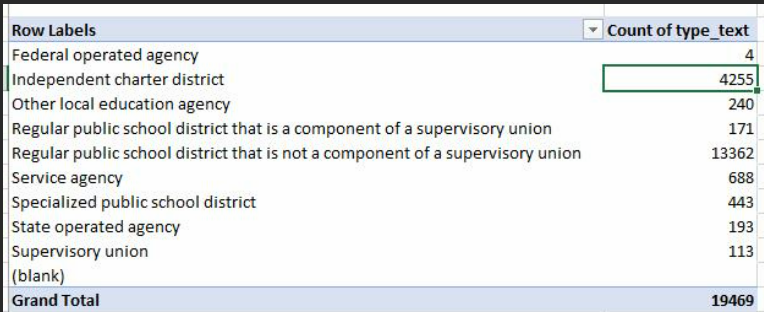 Row Labels Count of type_text
Federal operated agency 4
Independent charter district 4255
Other local education agency 240
Regular public school district that is a component of a supervisory union 171
Regular public school district that is not a component of a supervisory union 13362
Service agency 688
Specialized public school district 443
State operated agency 193
Supervisory union 113
(blank)
Grand Total 19469